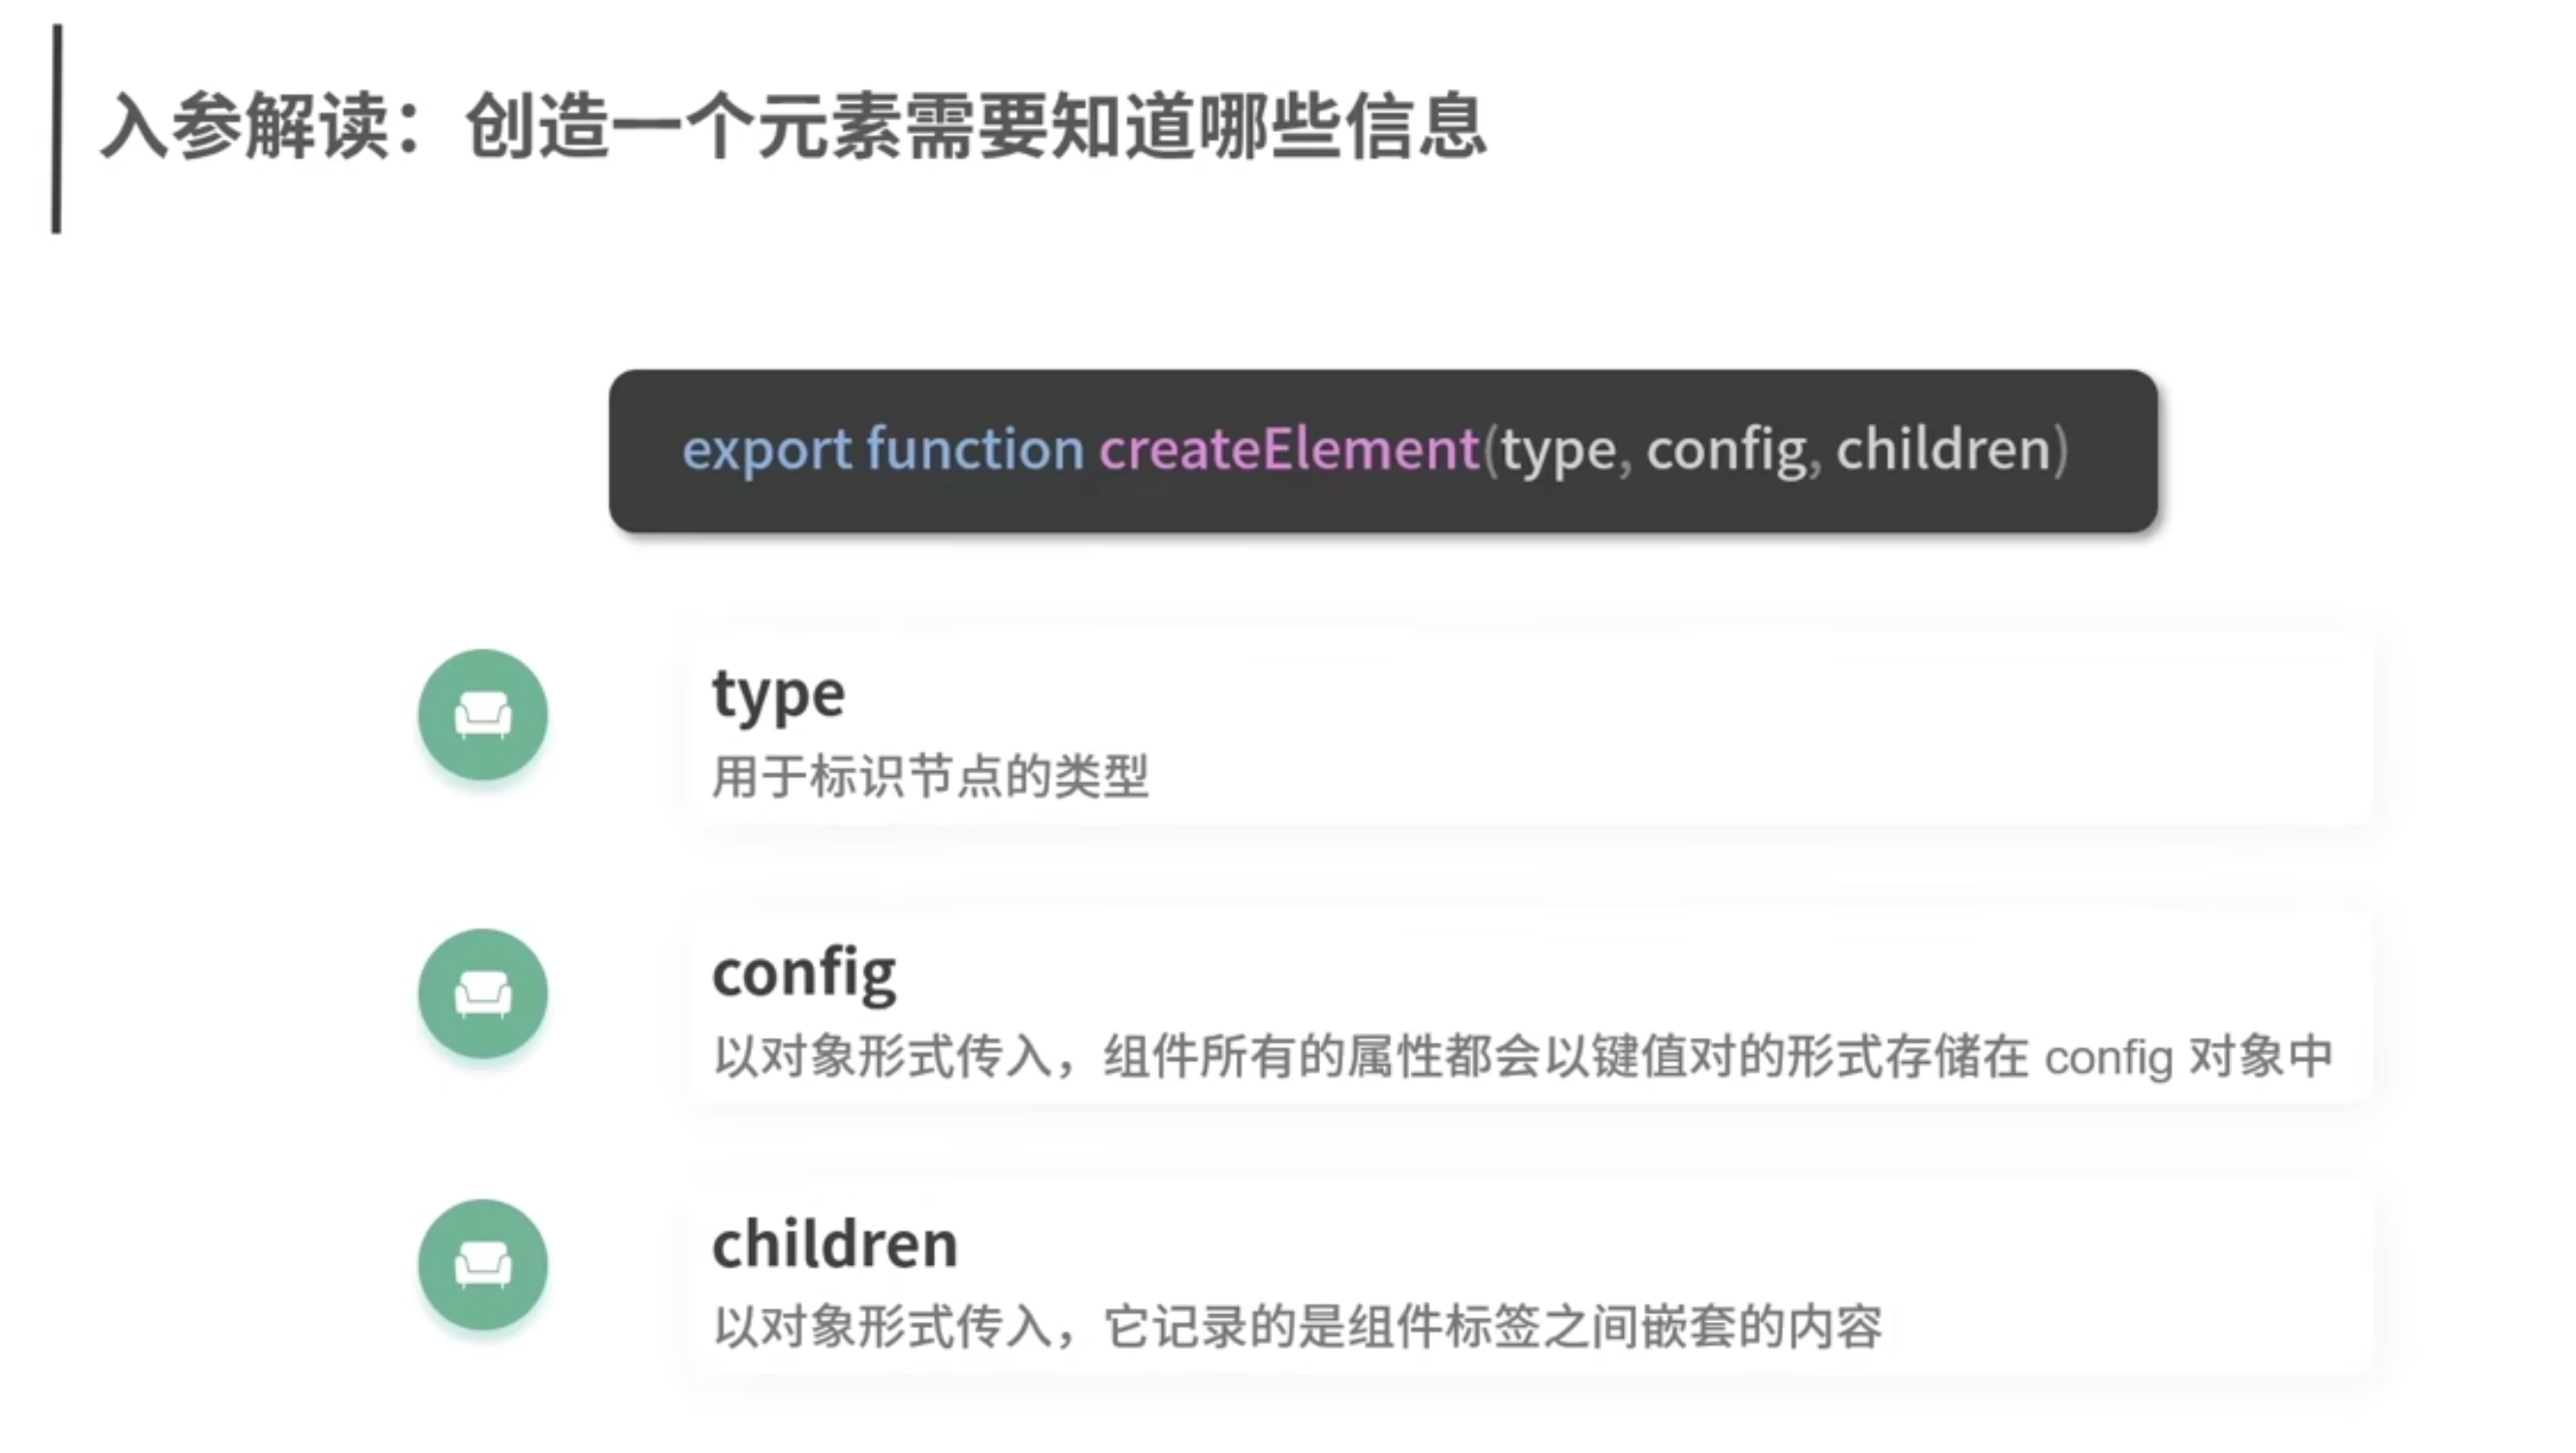 入参解读：创造一个元素需要知道哪些信息
export function createElement(type, config, children)
type
用于标识节点的类型
config
以对象形式传入，组件所有的属性都会以键值对的形式存储在 config 对象中
children
以对象形式传入，它记录的是组件标签之间嵌套的内容